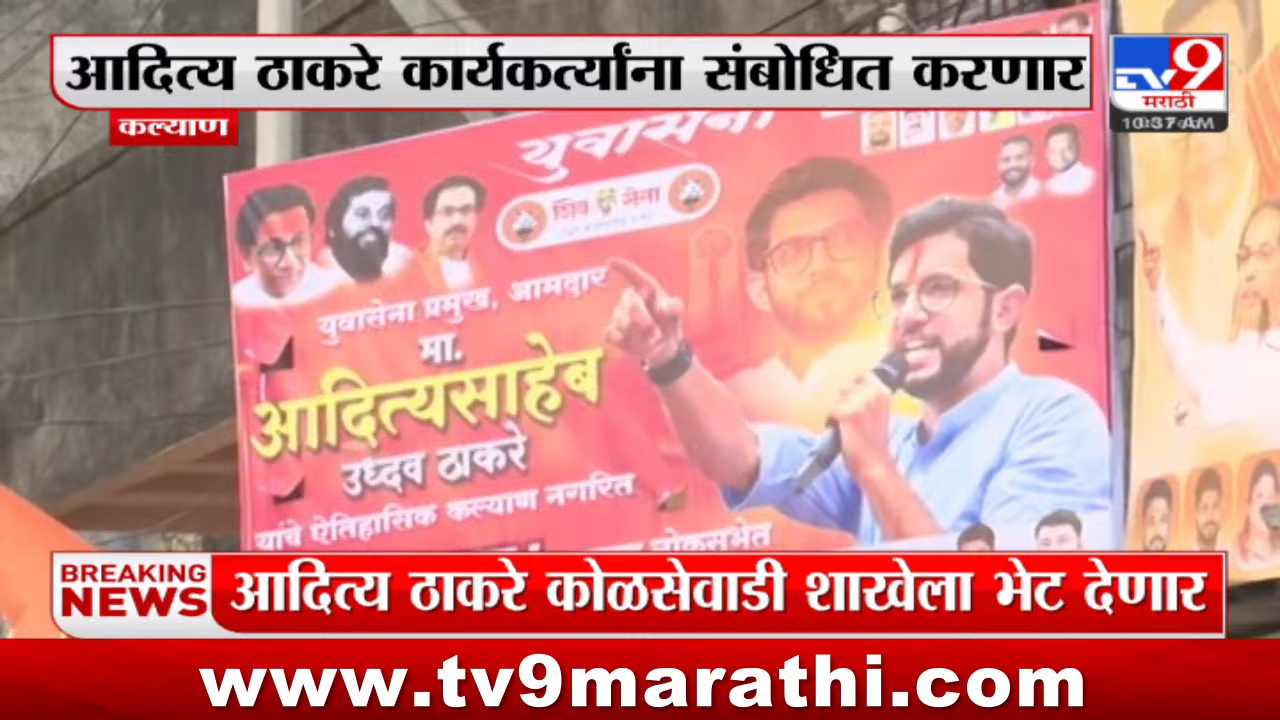 आदित्य ठाकरे कार्यकर्त्यांना संबोधित करणार
TV9
मराठी
10:37 AM
कल्याण
युवासेना
शिव सेना
युवासेना प्रमुख, आमदार
मा.
आदित्यसाहेब
उध्दव ठाकरे
यांचे ऐतिहासिक कल्याण नगरित
लोकसभेत
BREAKING
NEWS
आदित्य ठाकरे कोळसेवाडी शाखेला भेट देणार
www.tv9marathi.com